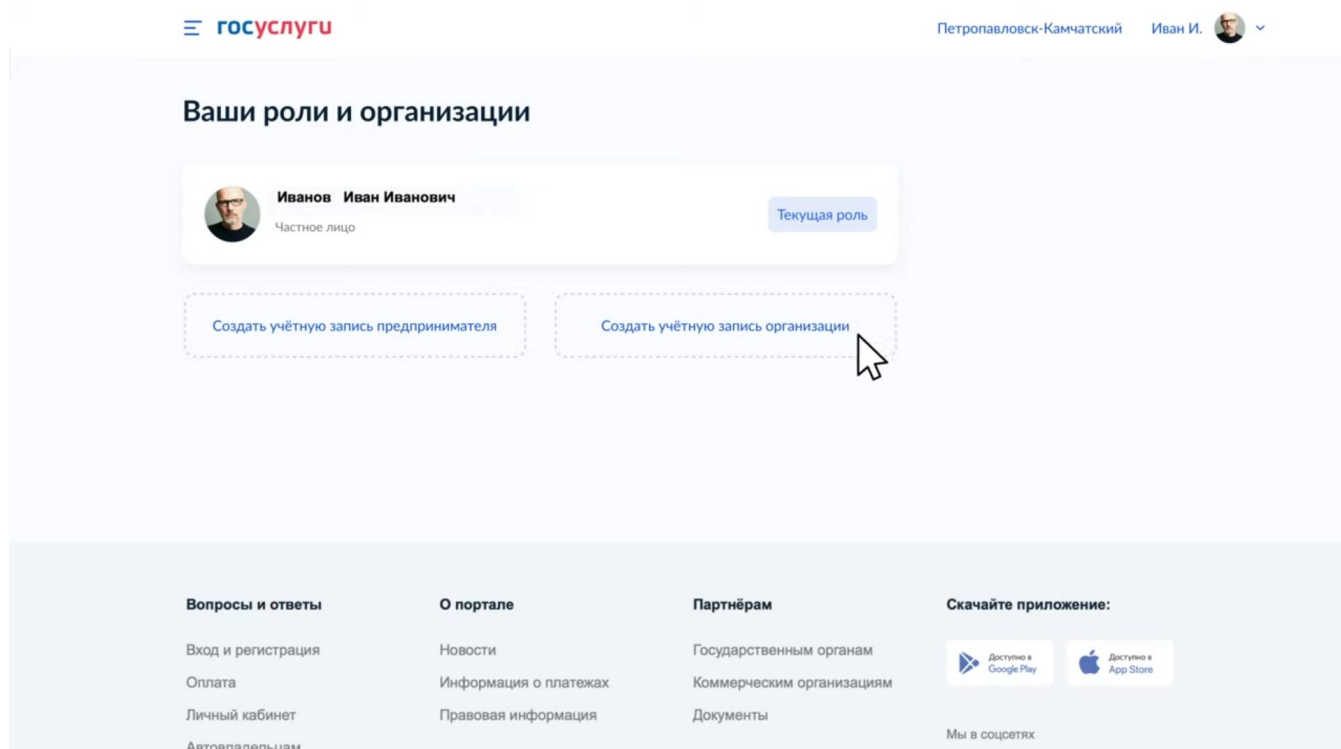 госуслуги
Петропавловск-Камчатский
Иван И.
Ваши роли и организации
Иванов Иван Иванович
Частное лицо
Текущая роль
Создать учётную запись предпринимателя
Создать учётную запись организации
Вопросы и ответы
Вход и регистрация
Оплата
Личный кабинет
Автовладельцам
О портале
Новости
Информация о платежах
Правовая информация
Партнёрам
Государственным органам
Коммерческим организациям
Документы
Скачайте приложение:
Доступно в
Google Play
Доступно в
App Store
Мы в соцсетях